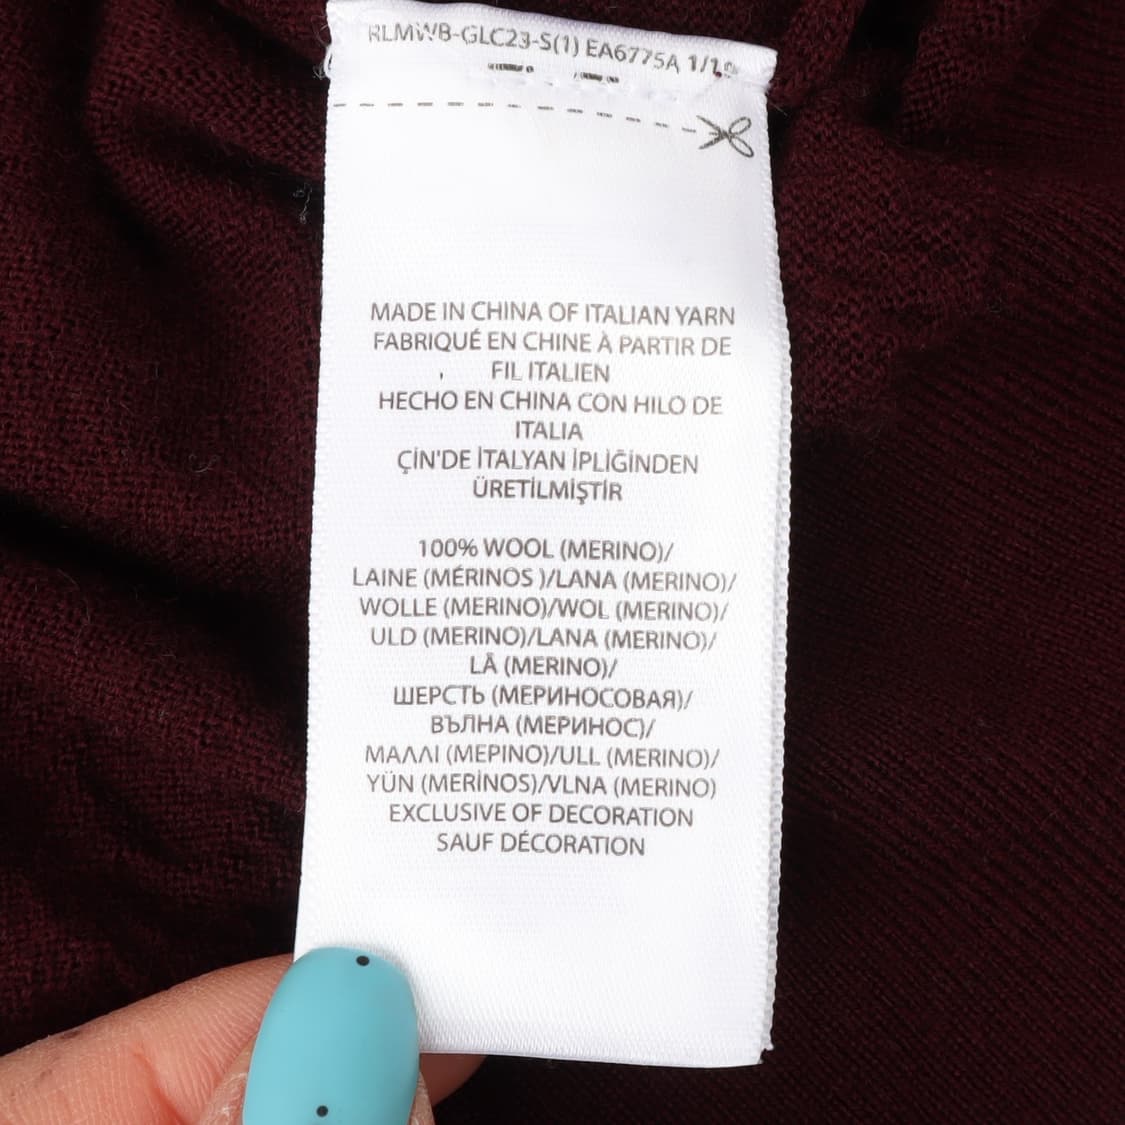 RLMWB-GLC23-S(1) EA6775A 1/19
MADE IN CHINA OF ITALIAN YARN
FABRIQUÉ EN CHINE À PARTIR DE
FIL ITALIEN
HECHO EN CHINA CON HILO DE
ITALIA
ÇİN'DE İTALYAN İPLİĞİNDEN
ÜRETİLMİŞTİR
100% WOOL (MERINO)/
LAINE (MÉRINOS )/LANA (MERINO)/
WOLLE (MERINO)/WOL (MERINO)/
ULD (MERINO)/LANA (MERINO)/
LÃ (MERINO)/
ШЕРСТЬ (МЕРИНОСОВАЯ)/
ВЪЛНА (МЕРИНОС)/
ΜΑΛΛΙ (ΜΕΡΙΝΟ)/ULL (MERINO)/
YÜN (MERİNOS)/VLNA (MERINO)
EXCLUSIVE OF DECORATION
SAUF DÉCORATION